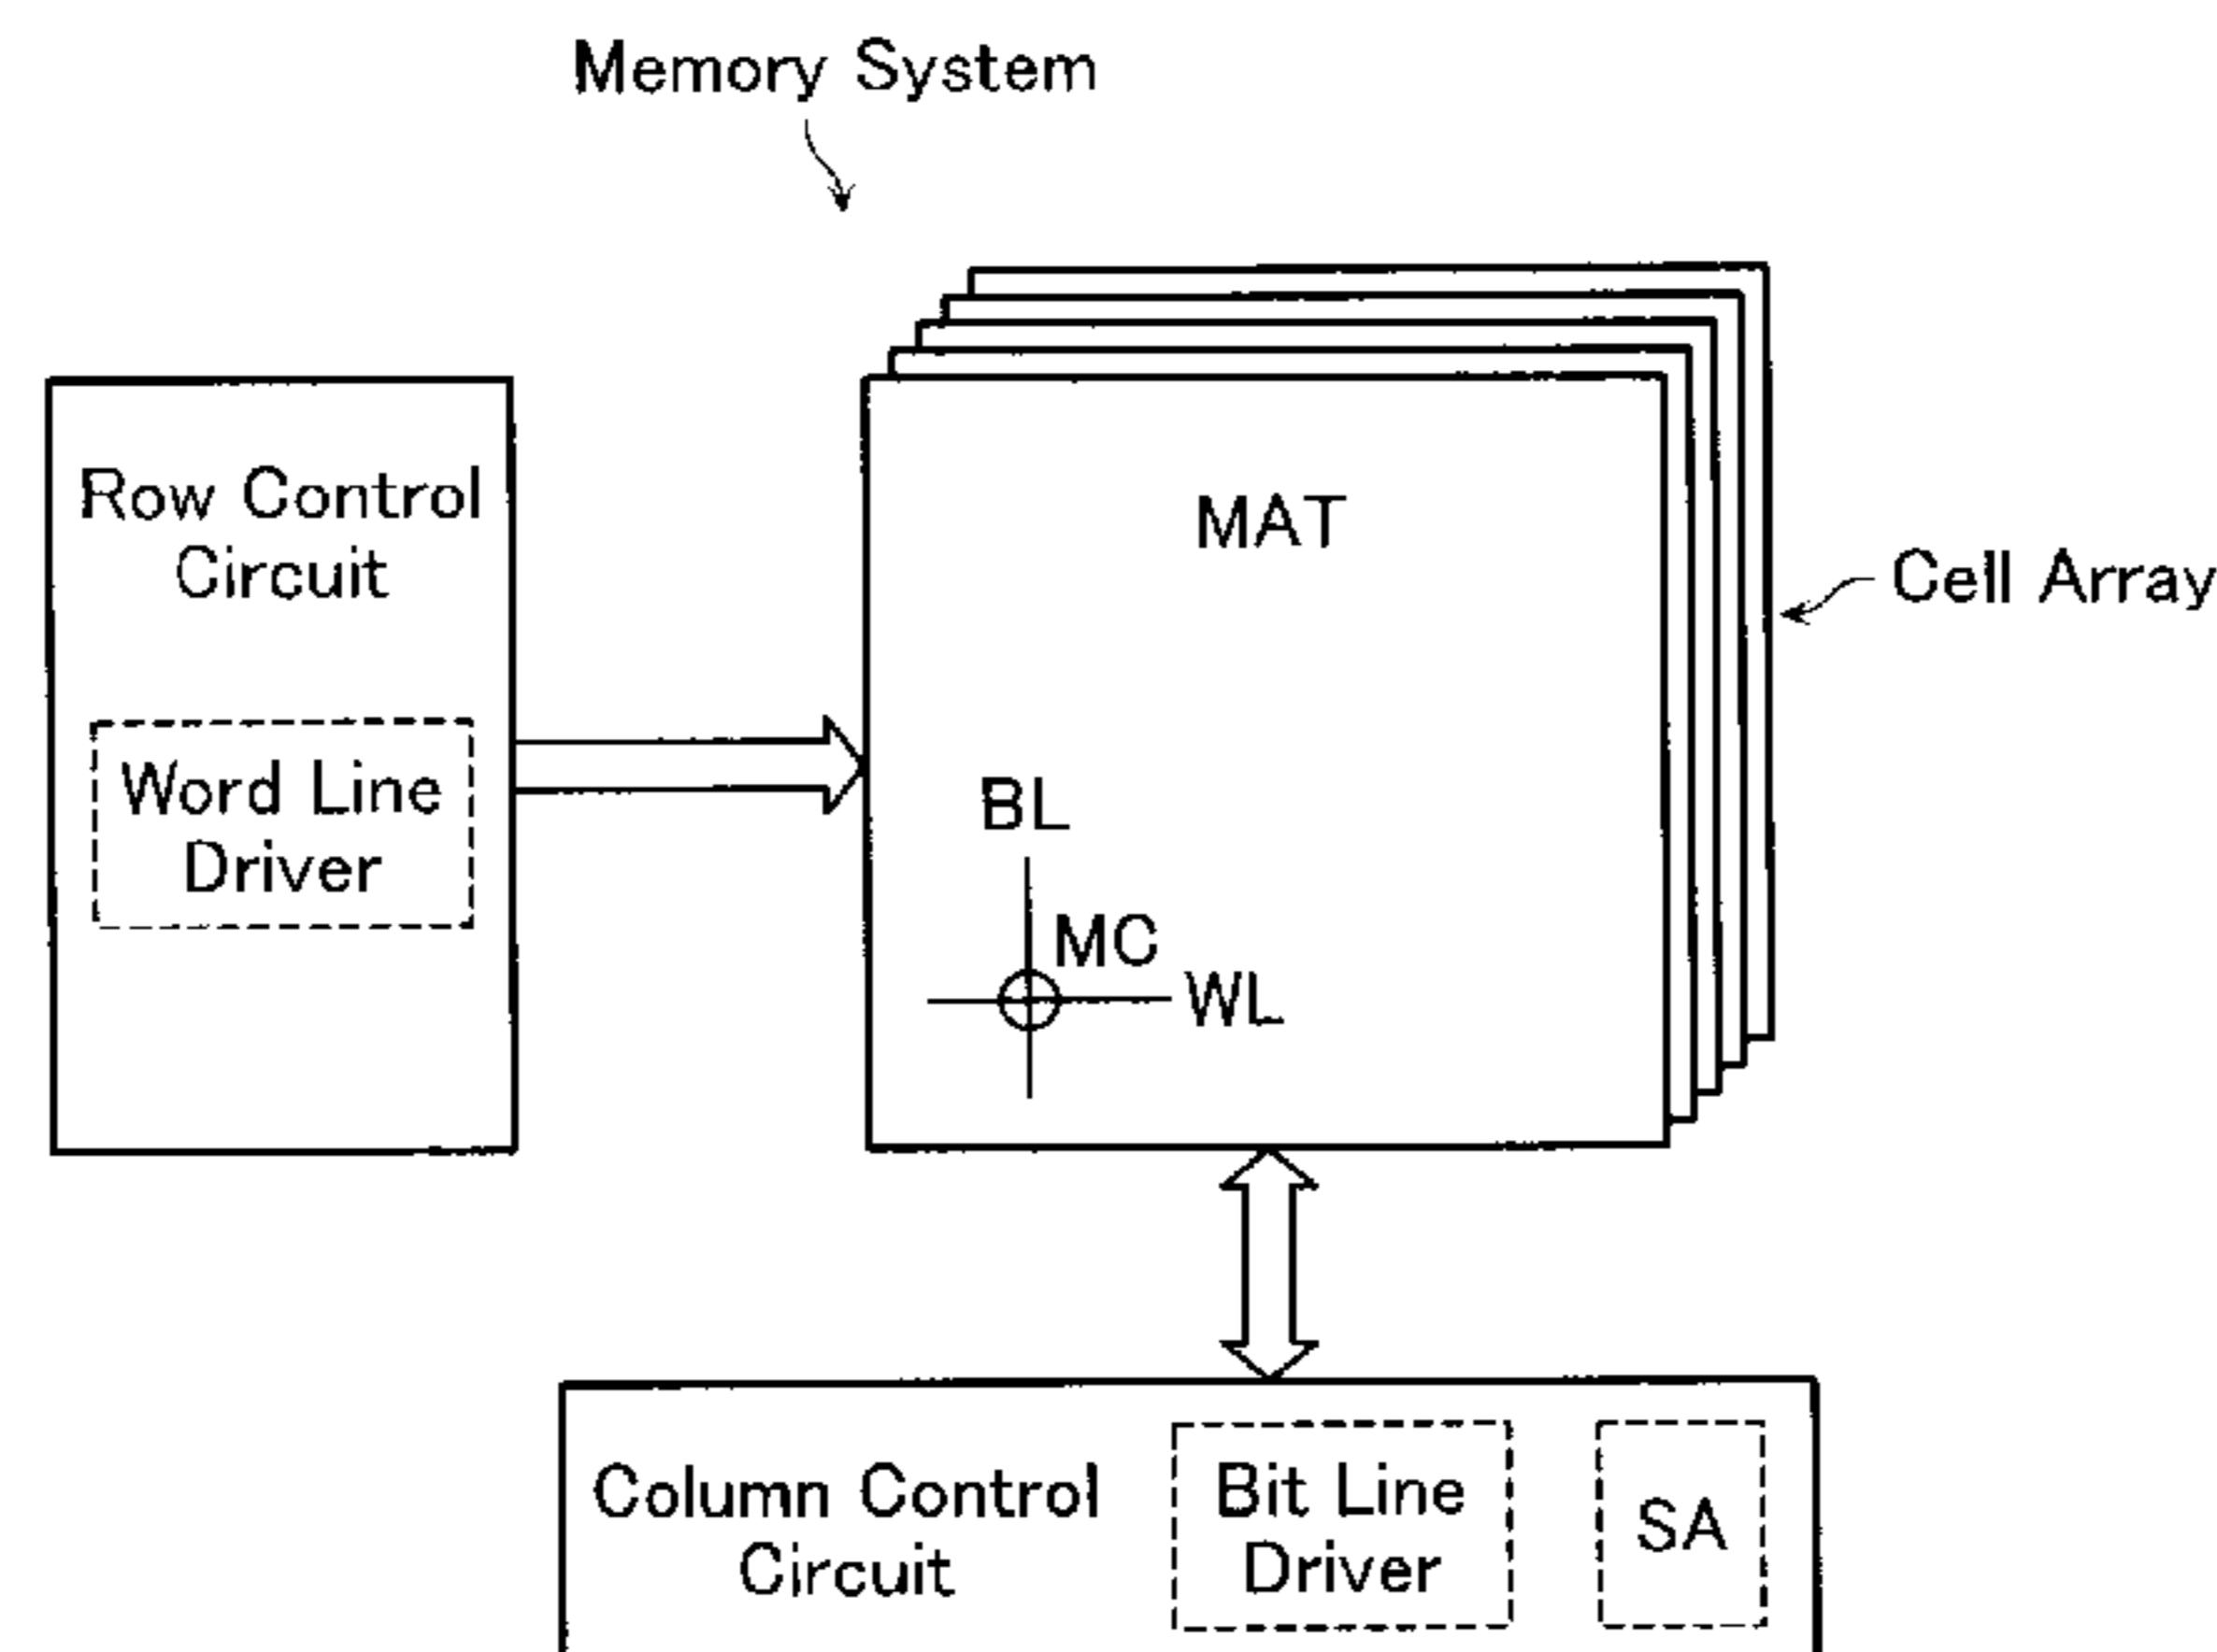 Memory System
Row Control
Circuit
Word Line
Driver
MAT
Cell Array
BL
MC
WL
Column Control
Circuit
Bit Line
Driver
SA